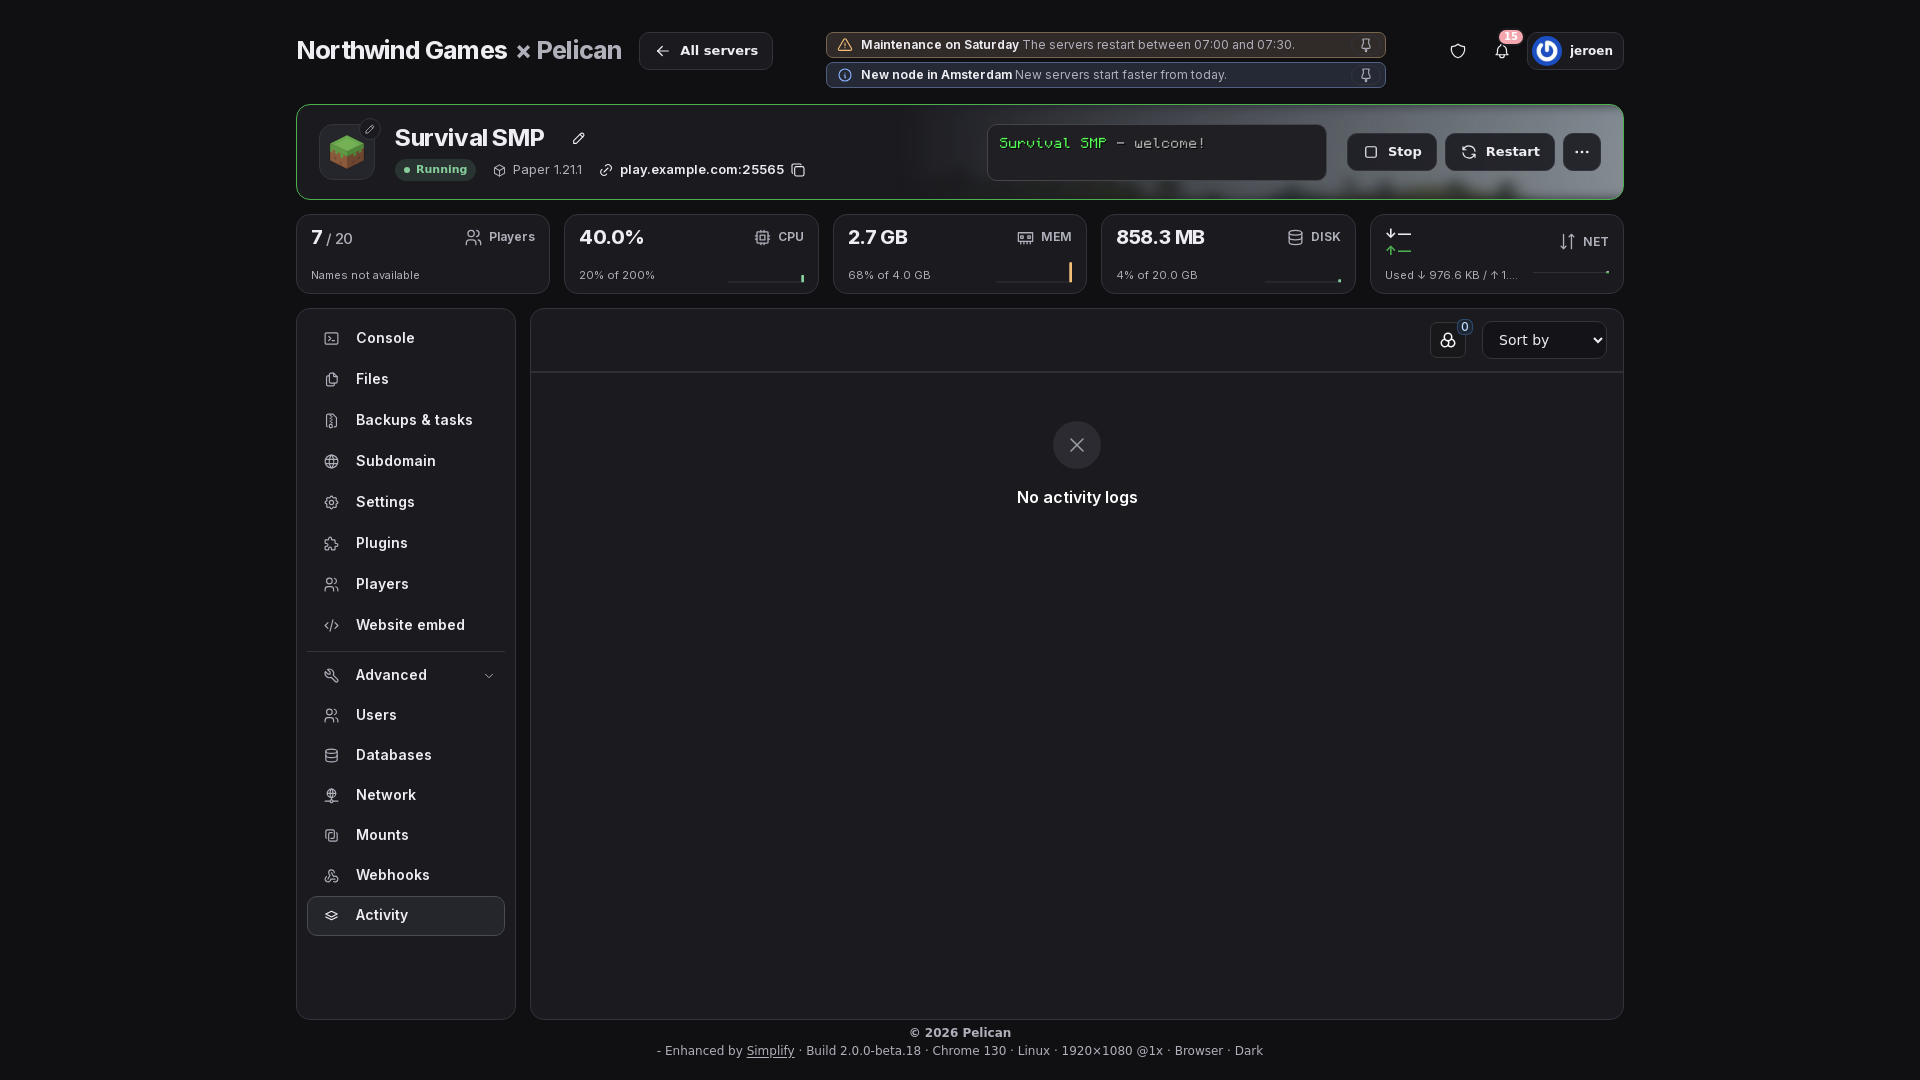 Northwind Games × Pelican
All servers
Maintenance on Saturday The servers restart between 07:00 and 07:30.
New node in Amsterdam New servers start faster from today.
15
jeroen
Survival SMP
Running
Paper 1.21.1
play.example.com:25565
Survival SMP - welcome!
Stop
Restart
7 / 20
Players
Names not available
40.0%
CPU
20% of 200%
2.7 GB
MEM
68% of 4.0 GB
858.3 MB
DISK
4% of 20.0 GB
↓—
↑—
NET
Used ↓ 976.6 KB / ↑ 1...
Console
Files
Backups & tasks
Subdomain
Settings
Plugins
Players
Website embed
Advanced
Users
Databases
Network
Mounts
Webhooks
Activity
0
Sort by
No activity logs
© 2026 Pelican
- Enhanced by Simplify · Build 2.0.0-beta.18 · Chrome 130 · Linux · 1920×1080 @1x · Browser · Dark